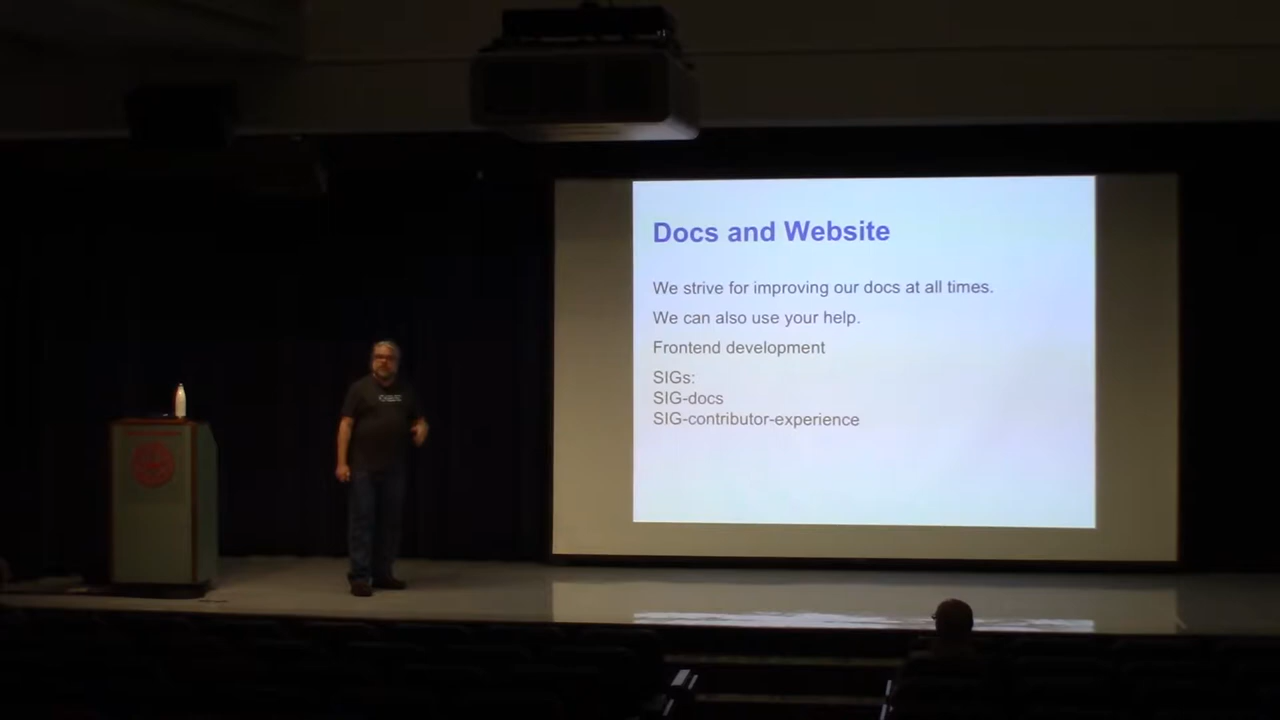 Docs and Website
We strive for improving our docs at all times.
We can also use your help.
Frontend development
SIGs:
SIG-docs
SIG-contributor-experience